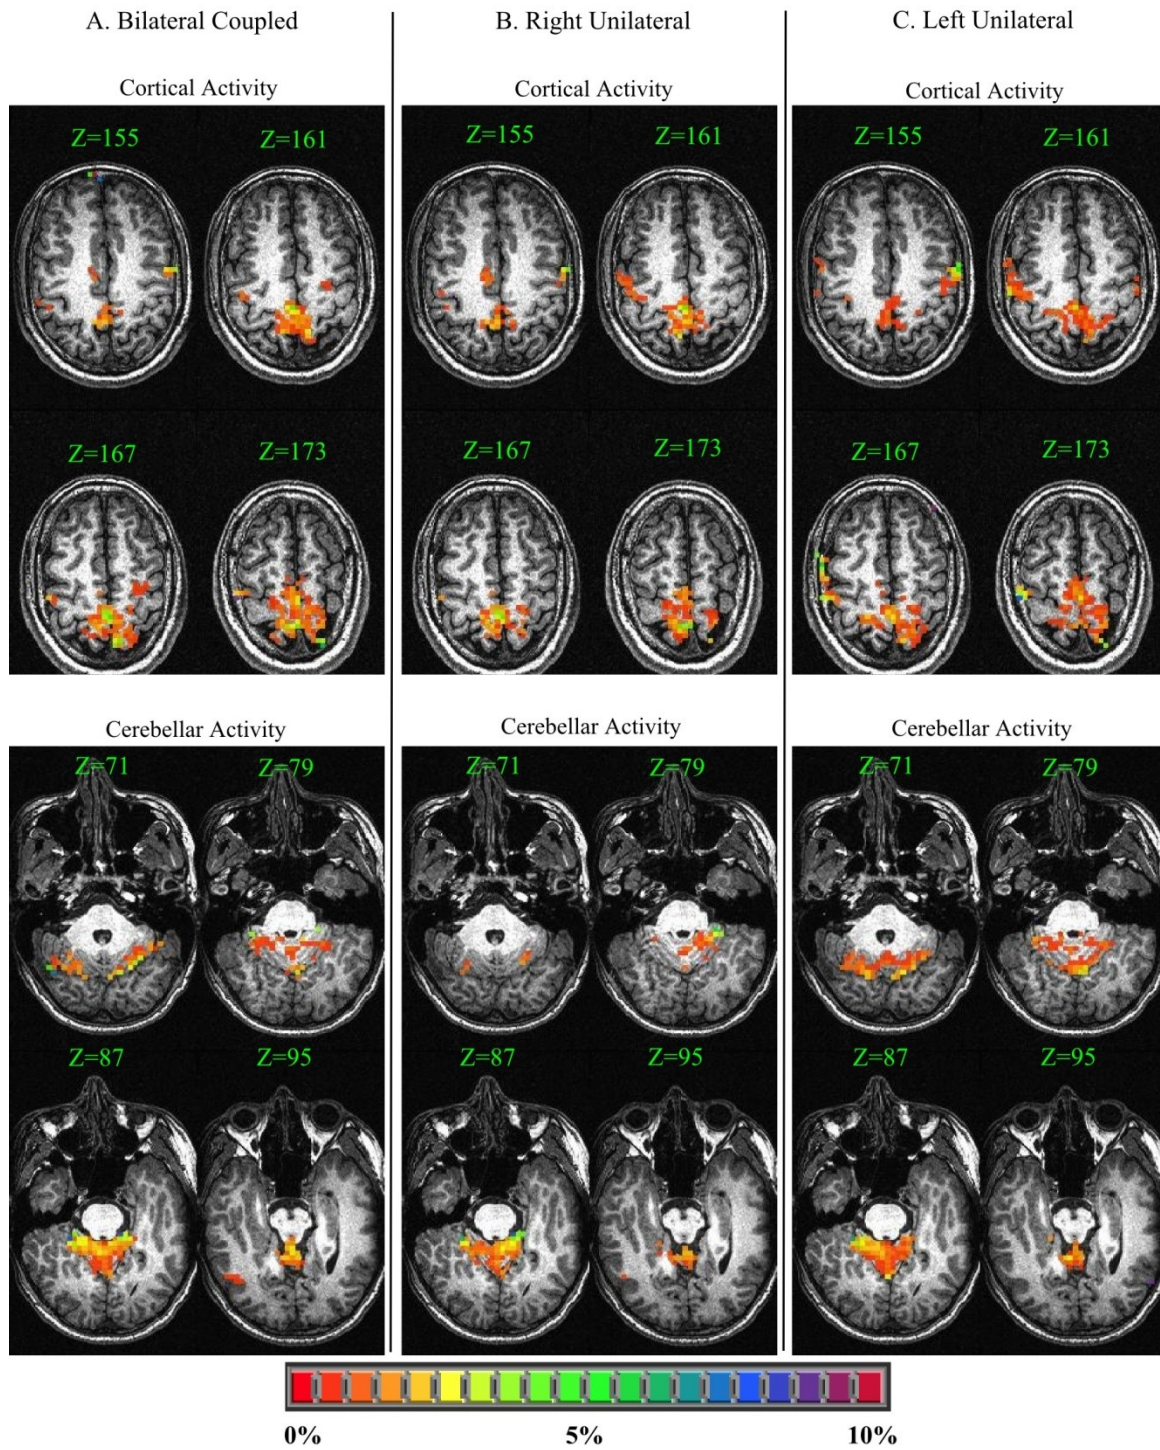 A. Bilateral Coupled
B. Right Unilateral
C. Left Unilateral
Cortical Activity
Cortical Activity
Cortical Activity
Z=155 Z=161
Z=155 Z=161
Z=155 Z=161
Z=167 Z=173
Z=167 Z=173
Z=167 Z=173
Cerebellar Activity
Cerebellar Activity
Cerebellar Activity
Z=71 Z=79
Z=71 Z=79
Z=71 Z=79
Z=87 Z=95
Z=87 Z=95
Z=87 Z=95
0% 5% 10%